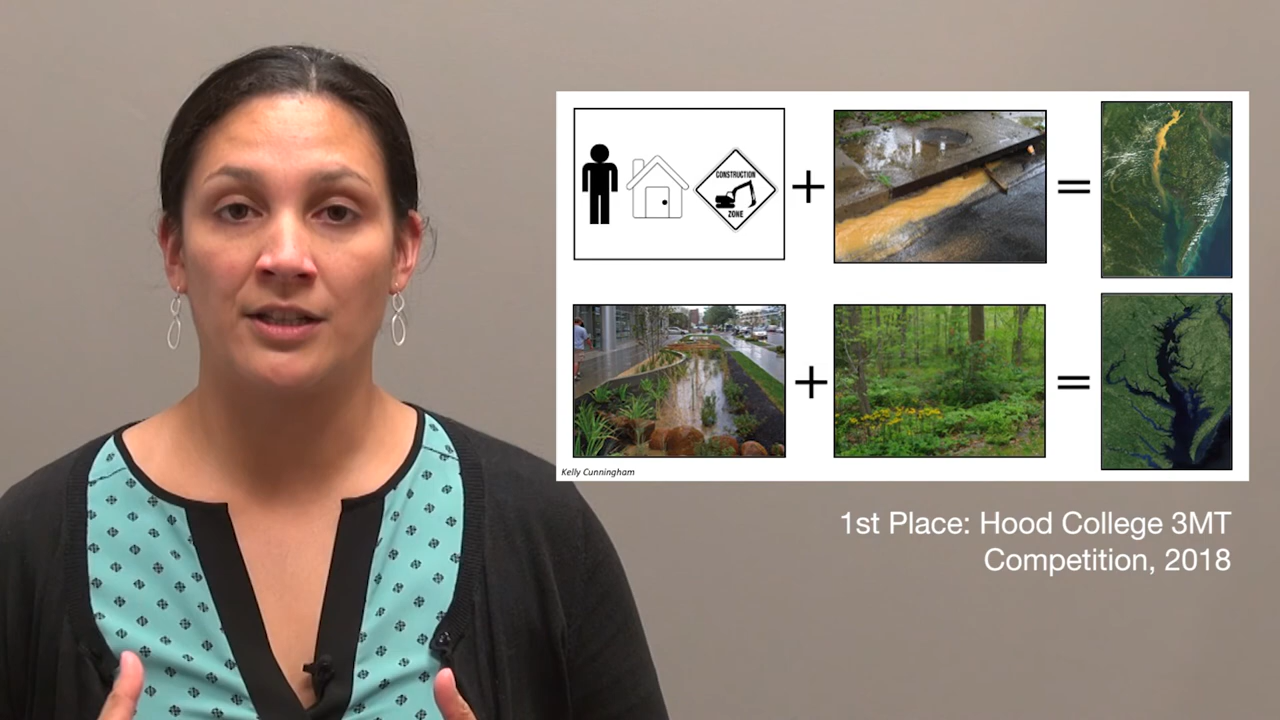 CONSTRUCTION
ZONE
Kelly Cunningham
1st Place: Hood College 3MT
Competition, 2018